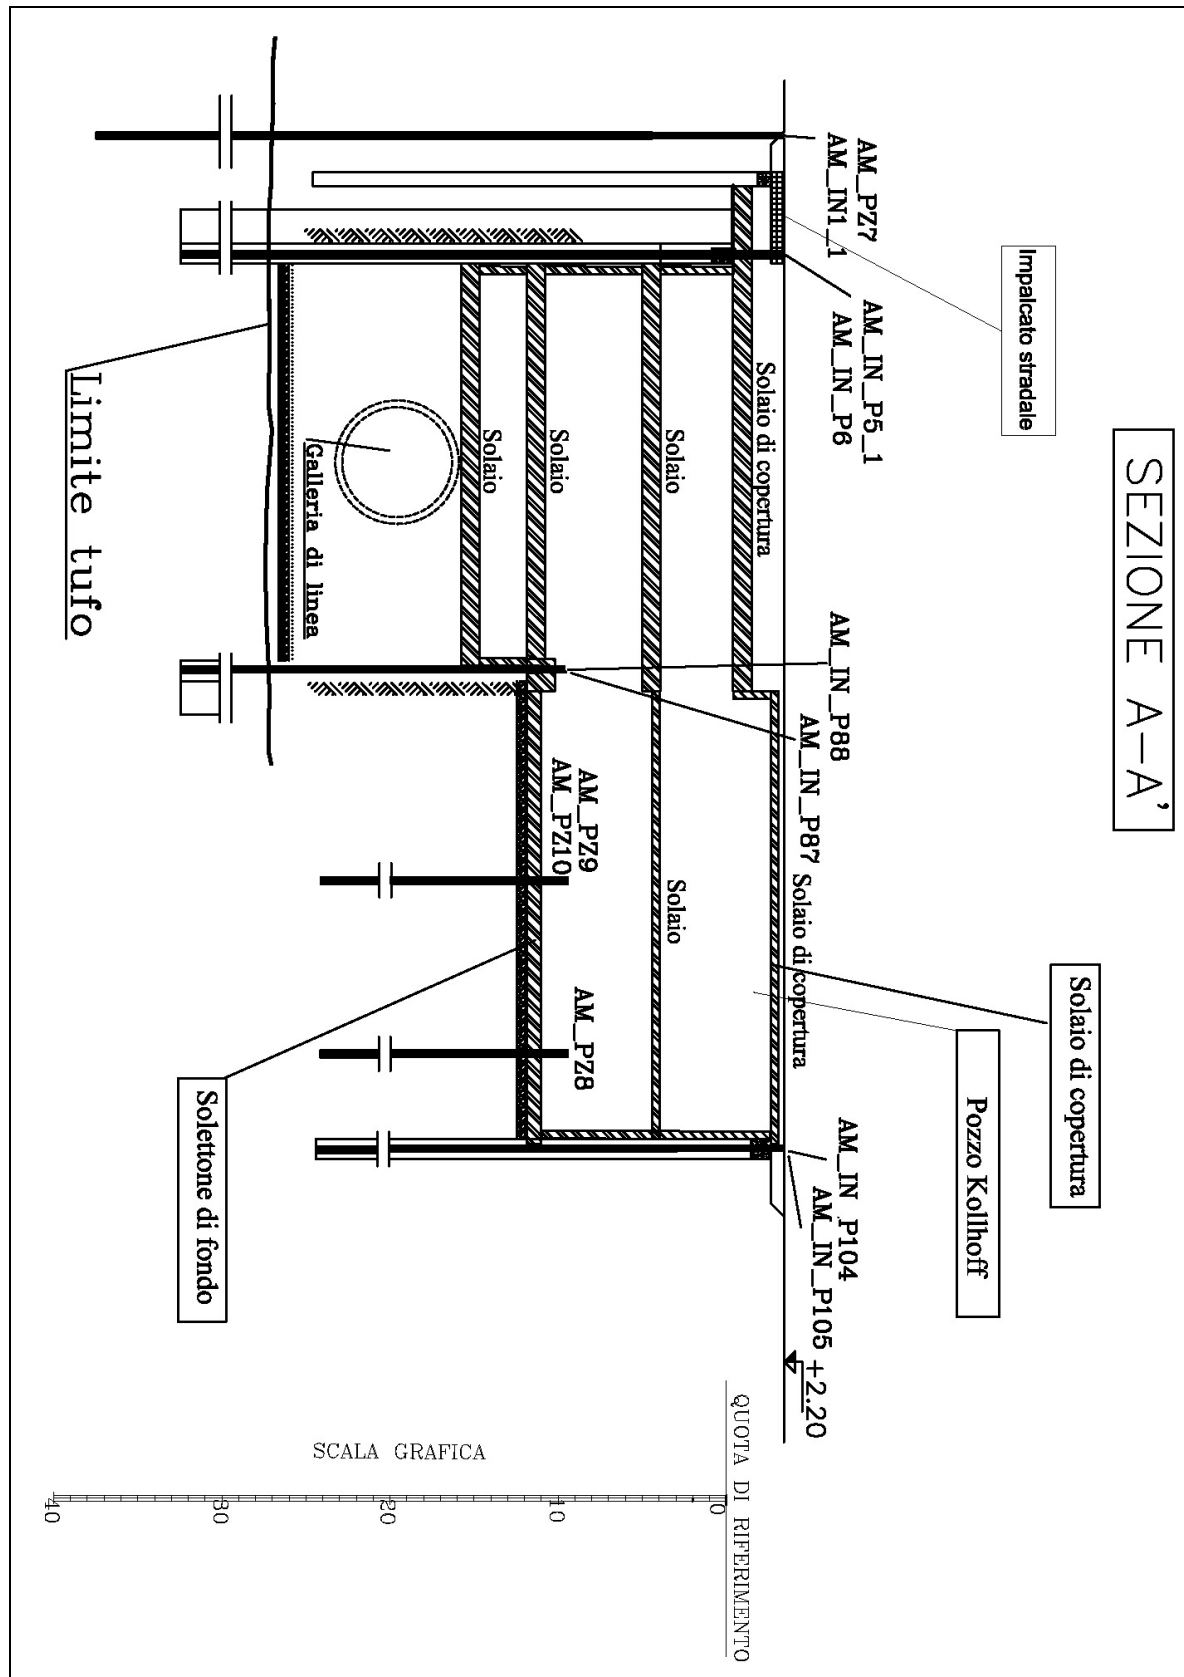 SEZIONE A-A'
Impalcato stradale
Solaio di copertura
Pozzo Kollhoff
AM_PZ7
AM_IN1_1
AM_IN_P5_1
AM_IN_P6
AM_IN_P88
AM_IN_P87
AM_IN_P104
AM_IN_P105
+2.20
Solaio di copertura
Solaio di copertura
Solaio
Solaio
Solaio
Solaio
AM_PZ9
AM_PZ10
AM_PZ8
Galleria di linea
Solettone di fondo
Limite tufo
QUOTA DI RIFERIMENTO
0
10
20
30
40
SCALA GRAFICA